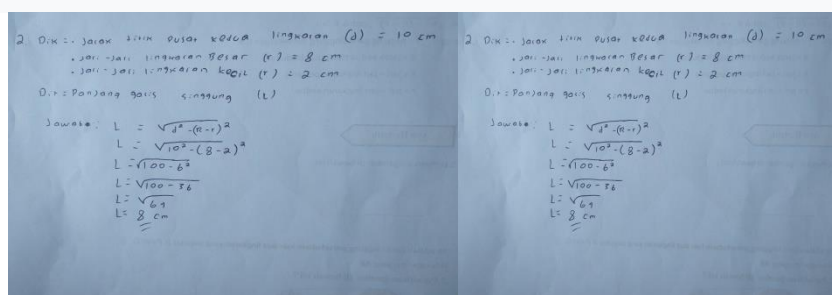 2. Dik :- Jarak titik pusat kedua lingkaran (d) = 10 cm
• Jari-Jari lingkaran Besar (r) = 8 cm
• Jari-Jari lingkaran kecil (r) = 2 cm
Dit : Panjang garis singgung (L)
Jawab : L = √d² -(R-r)²
L = √10² -(8-2)²
L = √100-6²
L = √100-36
L = √64
L = 8 cm
2. Dik :- Jarak titik pusat kedua lingkaran (d) = 10 cm
• Jari-Jari lingkaran Besar (r) = 8 cm
• Jari-Jari lingkaran kecil (r) = 2 cm
Dit : Panjang garis singgung (L)
Jawab : L = √d² -(R-r)²
L = √10² -(8-2)²
L = √100-6²
L = √100-36
L = √64
L = 8 cm